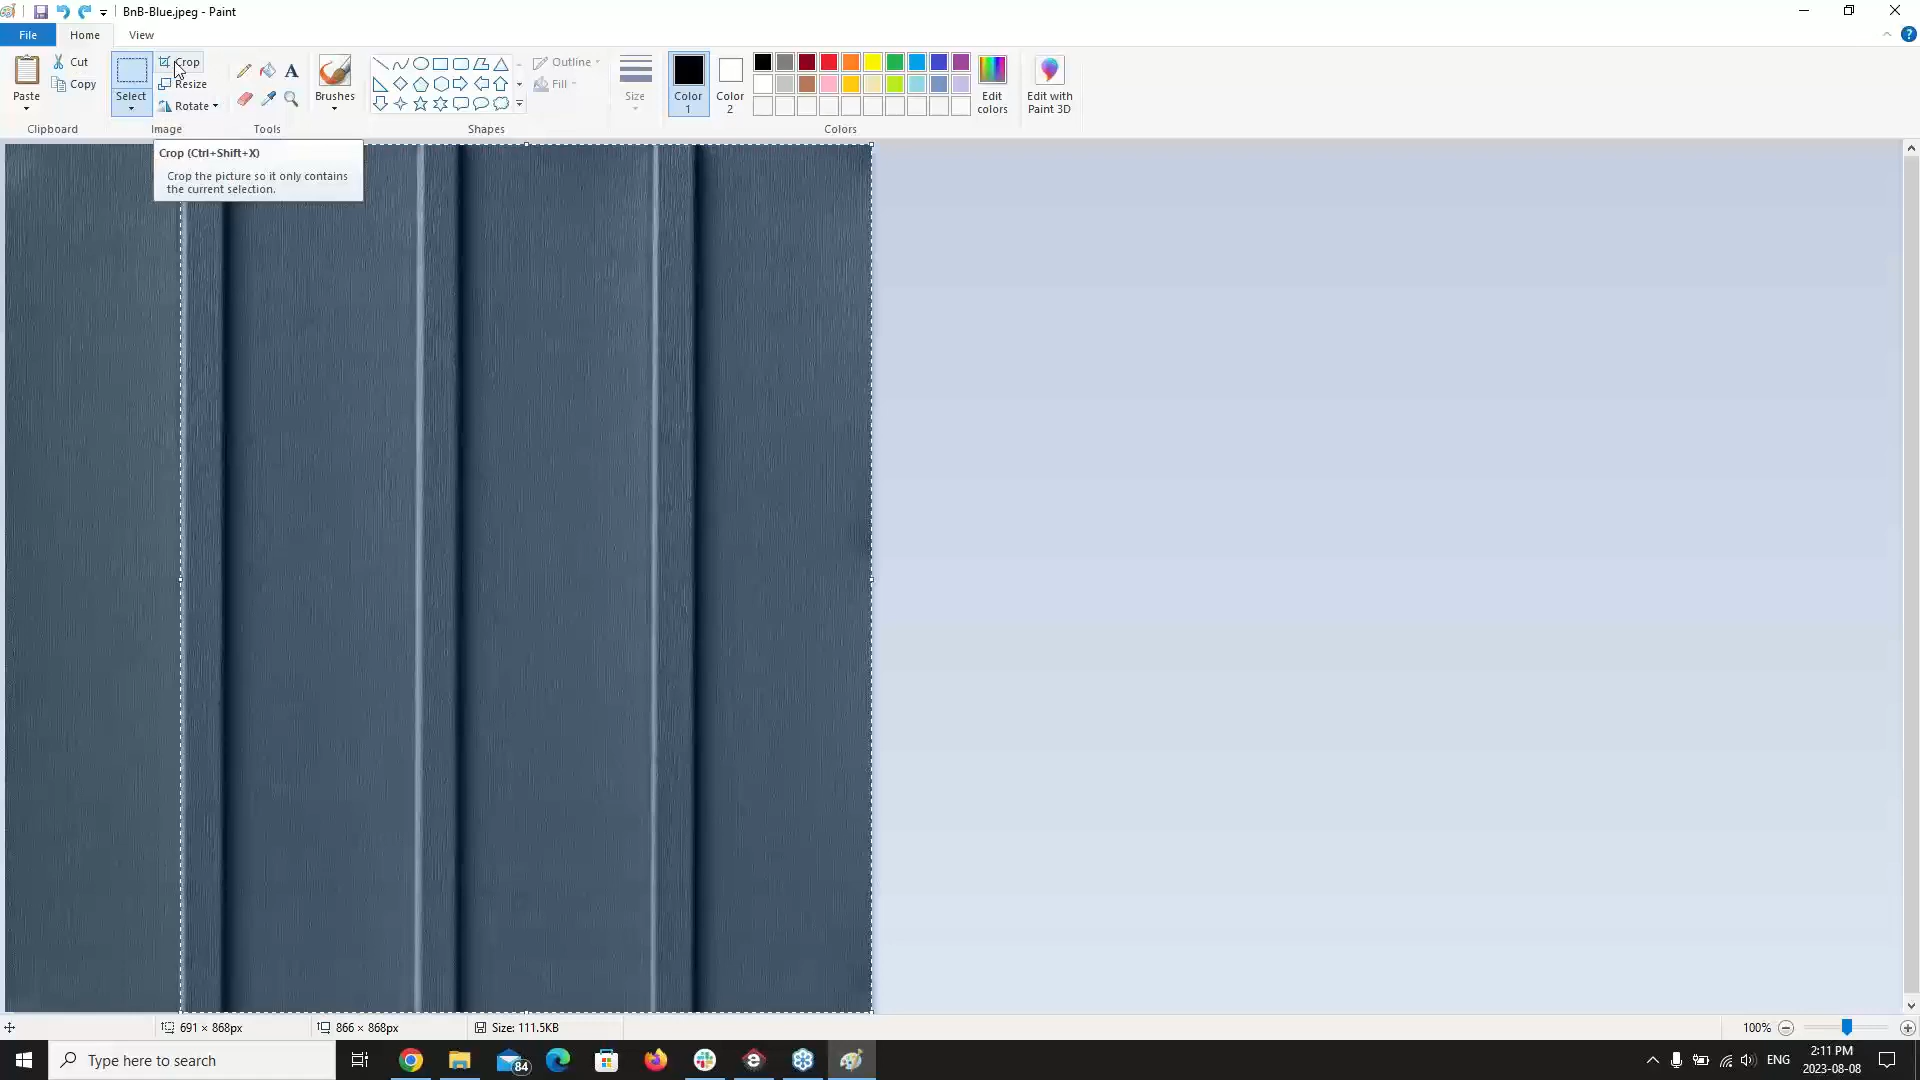 BnB-Blue.jpeg - Paint
File
Home
View
Paste
Cut
Copy
Clipboard
Select
Crop
Resize
Rotate
Image
Tools
Brushes
Shapes
Outline
Fill
Size
Color
1
Color
2
Colors
Edit
colors
Edit with
Paint 3D
Crop (Ctrl+Shift+X)
Crop the picture so it only contains
the current selection.
691 × 868px
866 × 868px
Size: 111.5KB
100%
Type here to search
84
ENG
2:11 PM
2023-08-08